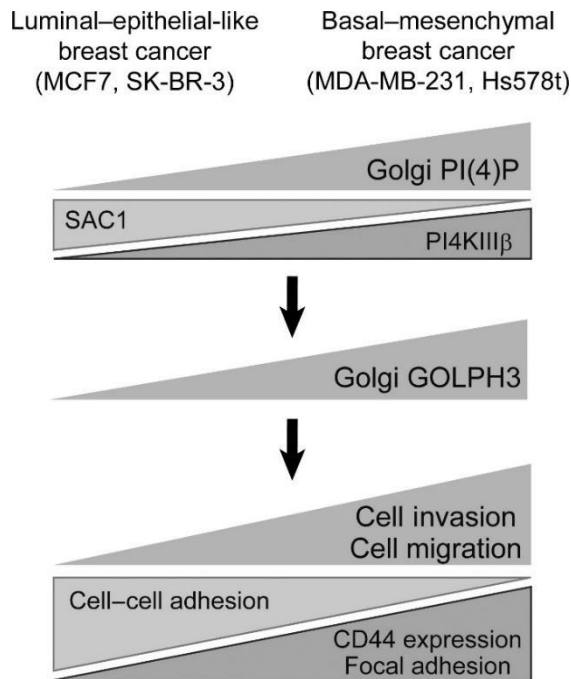 Luminal–epithelial-like
breast cancer
(MCF7, SK-BR-3)
Basal–mesenchymal
breast cancer
(MDA-MB-231, Hs578t)
Golgi PI(4)P
SAC1
PI4KIIIβ
Golgi GOLPH3
Cell invasion
Cell migration
Cell–cell adhesion
CD44 expression
Focal adhesion